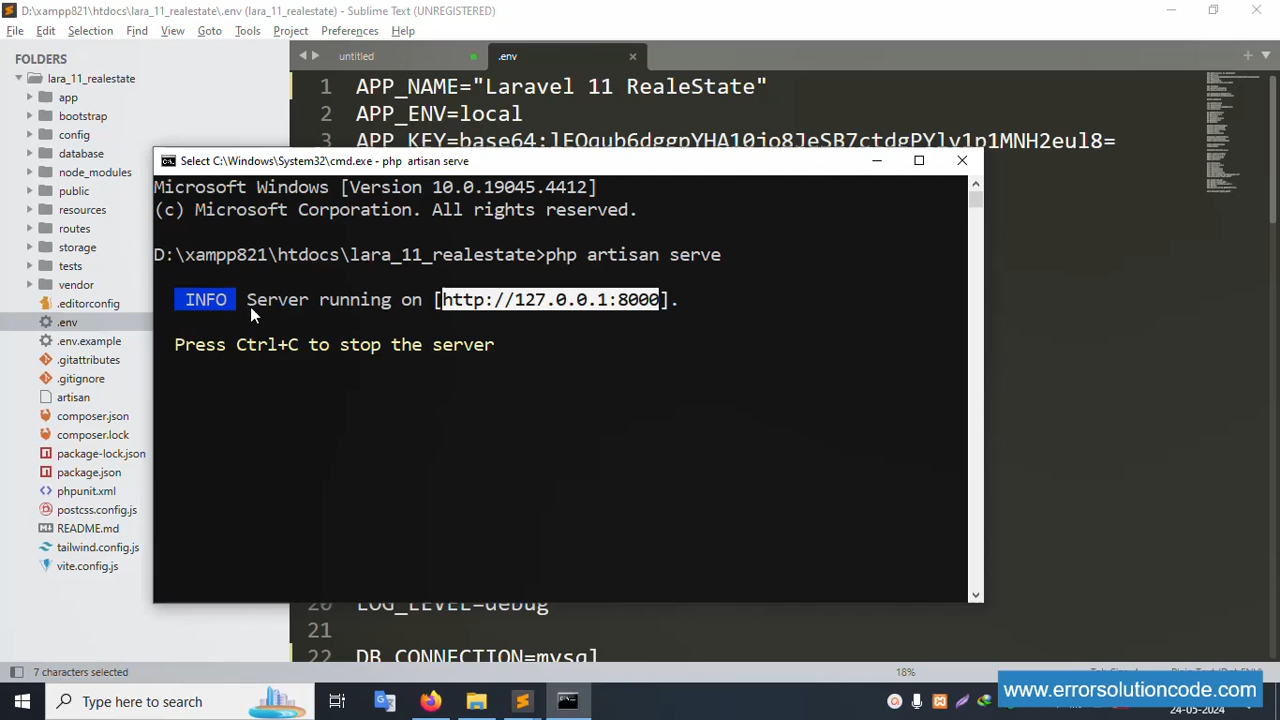 D:\xampp821\htdocs\lara_11_realestate\.env (lara_11_realestate) - Sublime Text (UNREGISTERED)
File Edit Selection Find View Goto Tools Project Preferences Help
FOLDERS
lara_11_realestate
app
bootstrap
config
database
node_modules
public
resources
routes
storage
tests
vendor
.editorconfig
.env
.env.example
.gitattributes
.gitignore
artisan
composer.json
composer.lock
package-lock.json
package.json
phpunit.xml
postcss.config.js
README.md
tailwind.config.js
vite.config.js
untitled
.env
1 APP_NAME="Laravel 11 RealeState"
2 APP_ENV=local
Select C:\Windows\System32\cmd.exe - php artisan serve
Microsoft Windows [Version 10.0.19045.4412]
(c) Microsoft Corporation. All rights reserved.
D:\xampp821\htdocs\lara_11_realestate>php artisan serve
INFO Server running on [http://127.0.0.1:8000].
Press Ctrl+C to stop the server
20 LOG_LEVEL=debug
21
22 DB_CONNECTION=mysql
7 characters selected
18%
Type here to search
www.errorsolutioncode.com
24-05-2024